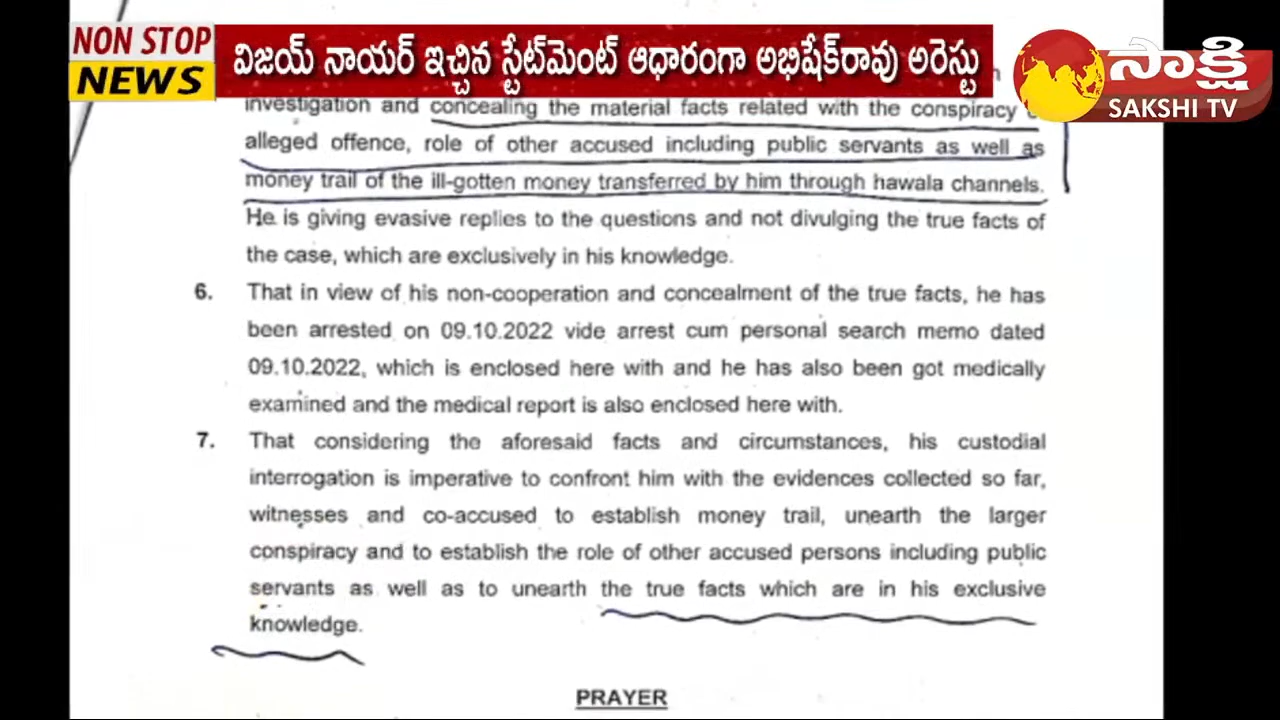 NON STOP
NEWS
విజయ్ నాయర్ ఇచ్చిన స్టేట్‌మెంట్ ఆధారంగా అభిషేక్‌రావు అరెస్టు
సాక్షి
SAKSHI TV
investigation and concealing the material facts related with the conspiracy
alleged offence, role of other accused including public servants as well as
money trail of the ill-gotten money transferred by him through hawala channels.
He is giving evasive replies to the questions and not divulging the true facts of
the case, which are exclusively in his knowledge.
6. That in view of his non-cooperation and concealment of the true facts, he has
been arrested on 09.10.2022 vide arrest cum personal search memo dated
09.10.2022, which is enclosed here with and he has also been got medically
examined and the medical report is also enclosed here with.
7. That considering the aforesaid facts and circumstances, his custodial
interrogation is imperative to confront him with the evidences collected so far,
witnesses and co-accused to establish money trail, unearth the larger
conspiracy and to establish the role of other accused persons including public
servants as well as to unearth the true facts which are in his exclusive
knowledge.
PRAYER